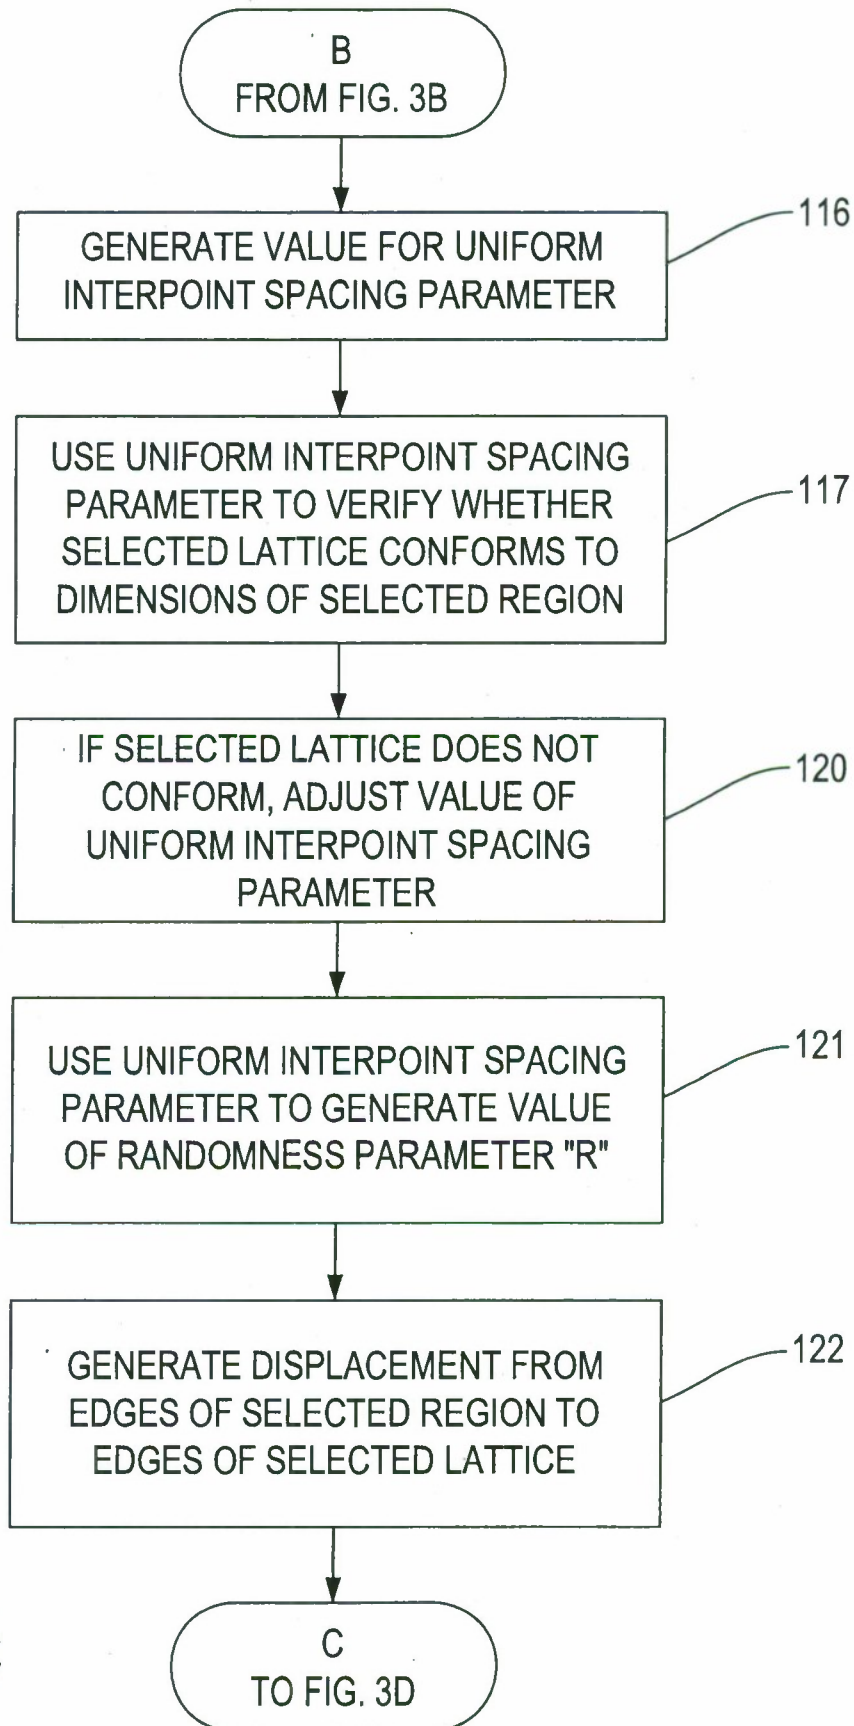 B
FROM FIG. 3B
GENERATE VALUE FOR UNIFORM
INTERPOINT SPACING PARAMETER
116
USE UNIFORM INTERPOINT SPACING
PARAMETER TO VERIFY WHETHER
SELECTED LATTICE CONFORMS TO
DIMENSIONS OF SELECTED REGION
117
IF SELECTED LATTICE DOES NOT
CONFORM, ADJUST VALUE OF
UNIFORM INTERPOINT SPACING
PARAMETER
120
USE UNIFORM INTERPOINT SPACING
PARAMETER TO GENERATE VALUE
OF RANDOMNESS PARAMETER "R"
121
GENERATE DISPLACEMENT FROM
EDGES OF SELECTED REGION TO
EDGES OF SELECTED LATTICE
122
C
TO FIG. 3D